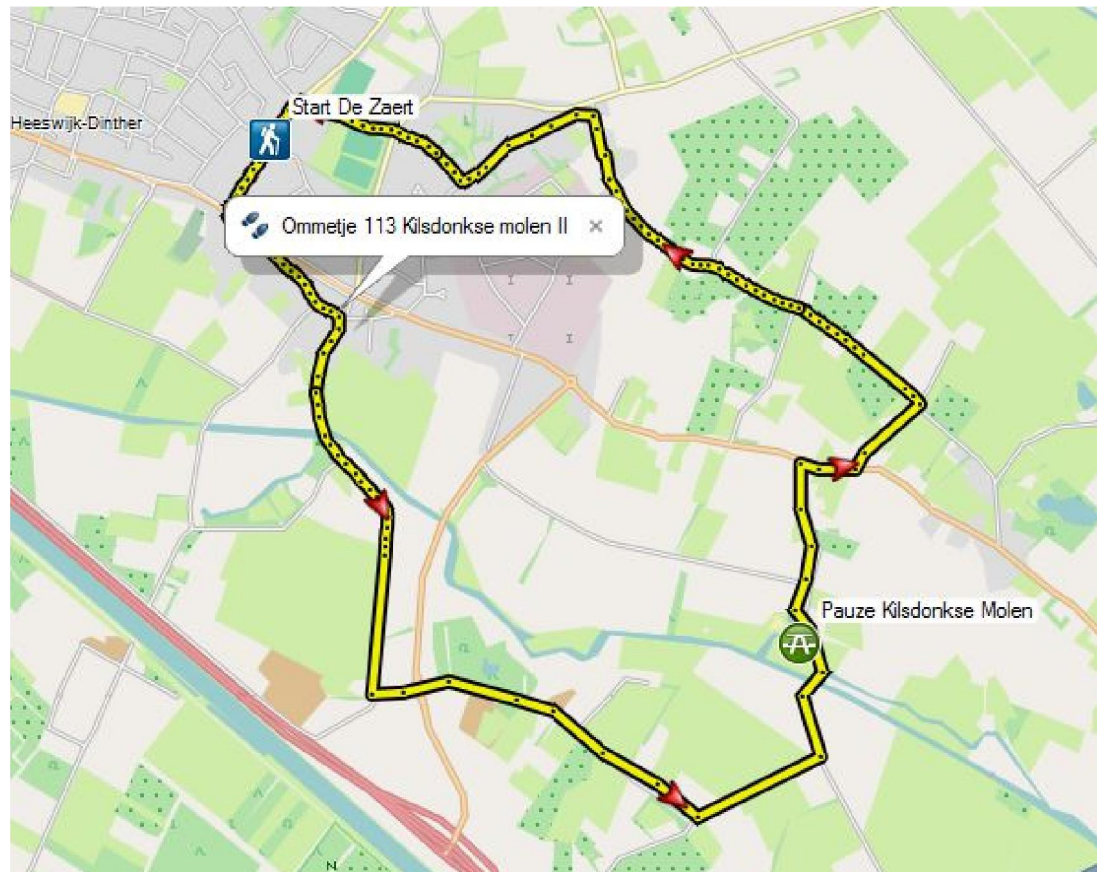 Start De Zaert
Heeswijk-Dinther
Ommetje 113 Kilsdonkse molen II ×
Pauze Kilsdonkse Molen